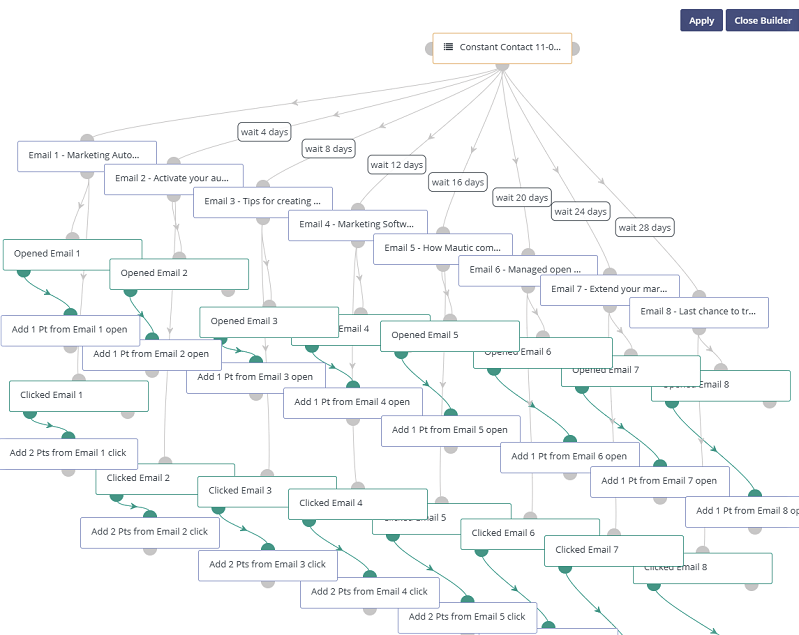 Apply
Close Builder
Constant Contact 11-0...
wait 4 days
wait 8 days
wait 12 days
wait 16 days
wait 20 days
wait 24 days
wait 28 days
Email 1 - Marketing Auto...
Email 2 - Activate your au...
Email 3 - Tips for creating ...
Email 4 - Marketing Softw...
Email 5 - How Mautic com...
Email 6 - Managed open ...
Email 7 - Extend your mar...
Email 8 - Last chance to tr...
Opened Email 1
Opened Email 2
Opened Email 3
Email 4
Opened Email 5
Opened Email 6
Opened Email 7
Opened Email 8
Add 1 Pt from Email 1 open
Add 1 Pt from Email 2 open
Add 1 Pt from Email 3 open
Add 1 Pt from Email 4 open
Add 1 Pt from Email 5 open
Add 1 Pt from Email 6 open
Add 1 Pt from Email 7 open
Add 1 Pt from Email 8 op
Clicked Email 1
Clicked Email 2
Clicked Email 3
Clicked Email 4
Clicked Email 5
Clicked Email 6
Clicked Email 7
Clicked Email 8
Add 2 Pts from Email 1 click
Add 2 Pts from Email 2 click
Add 2 Pts from Email 3 click
Add 2 Pts from Email 4 click
Add 2 Pts from Email 5 click